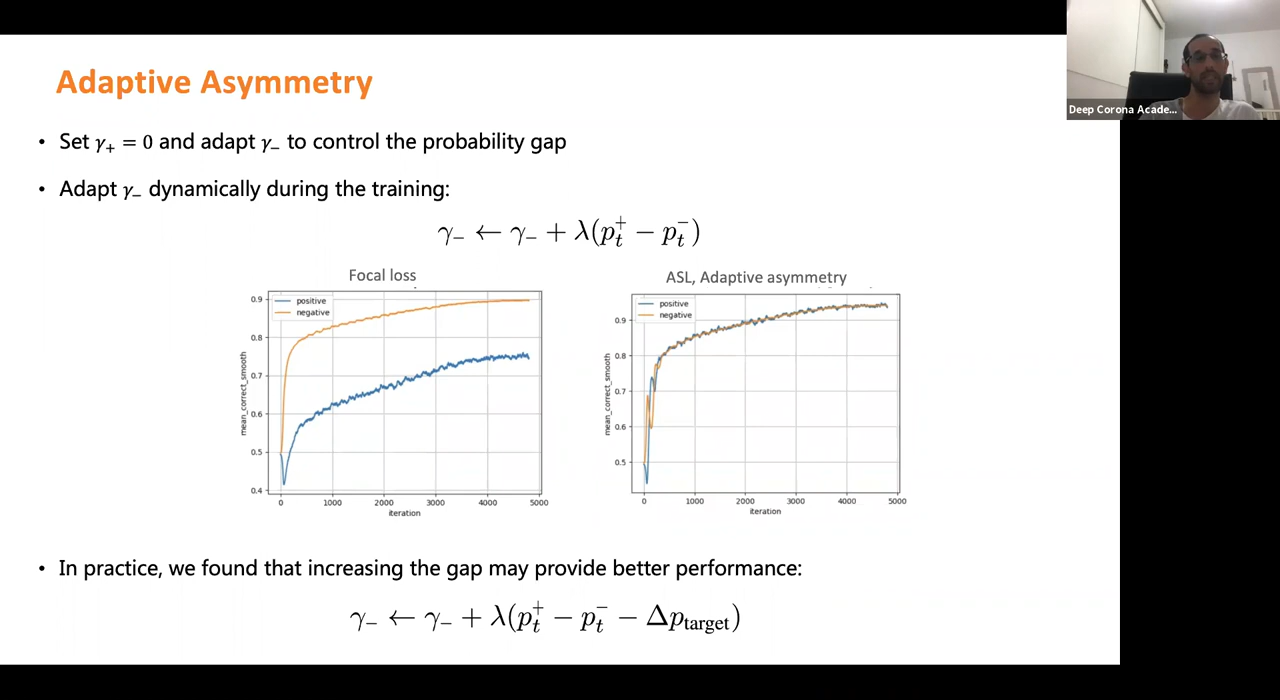 Adaptive Asymmetry
Deep Corona Acade...
• Set γ₊ = 0 and adapt γ₋ to control the probability gap
• Adapt γ₋ dynamically during the training:
γ₋ ← γ₋ + λ(p_t^+ − p_t^−)
Focal loss
positive
negative
0.9
0.8
0.7
0.6
0.5
0.4
mean_correct_smooth
0 1000 2000 3000 4000 5000
iteration
ASL, Adaptive asymmetry
positive
negative
0.9
0.8
0.7
0.6
0.5
mean_correct_smooth
0 1000 2000 3000 4000 5000
iteration
• In practice, we found that increasing the gap may provide better performance:
γ₋ ← γ₋ + λ(p_t^+ − p_t^− − Δp_target)